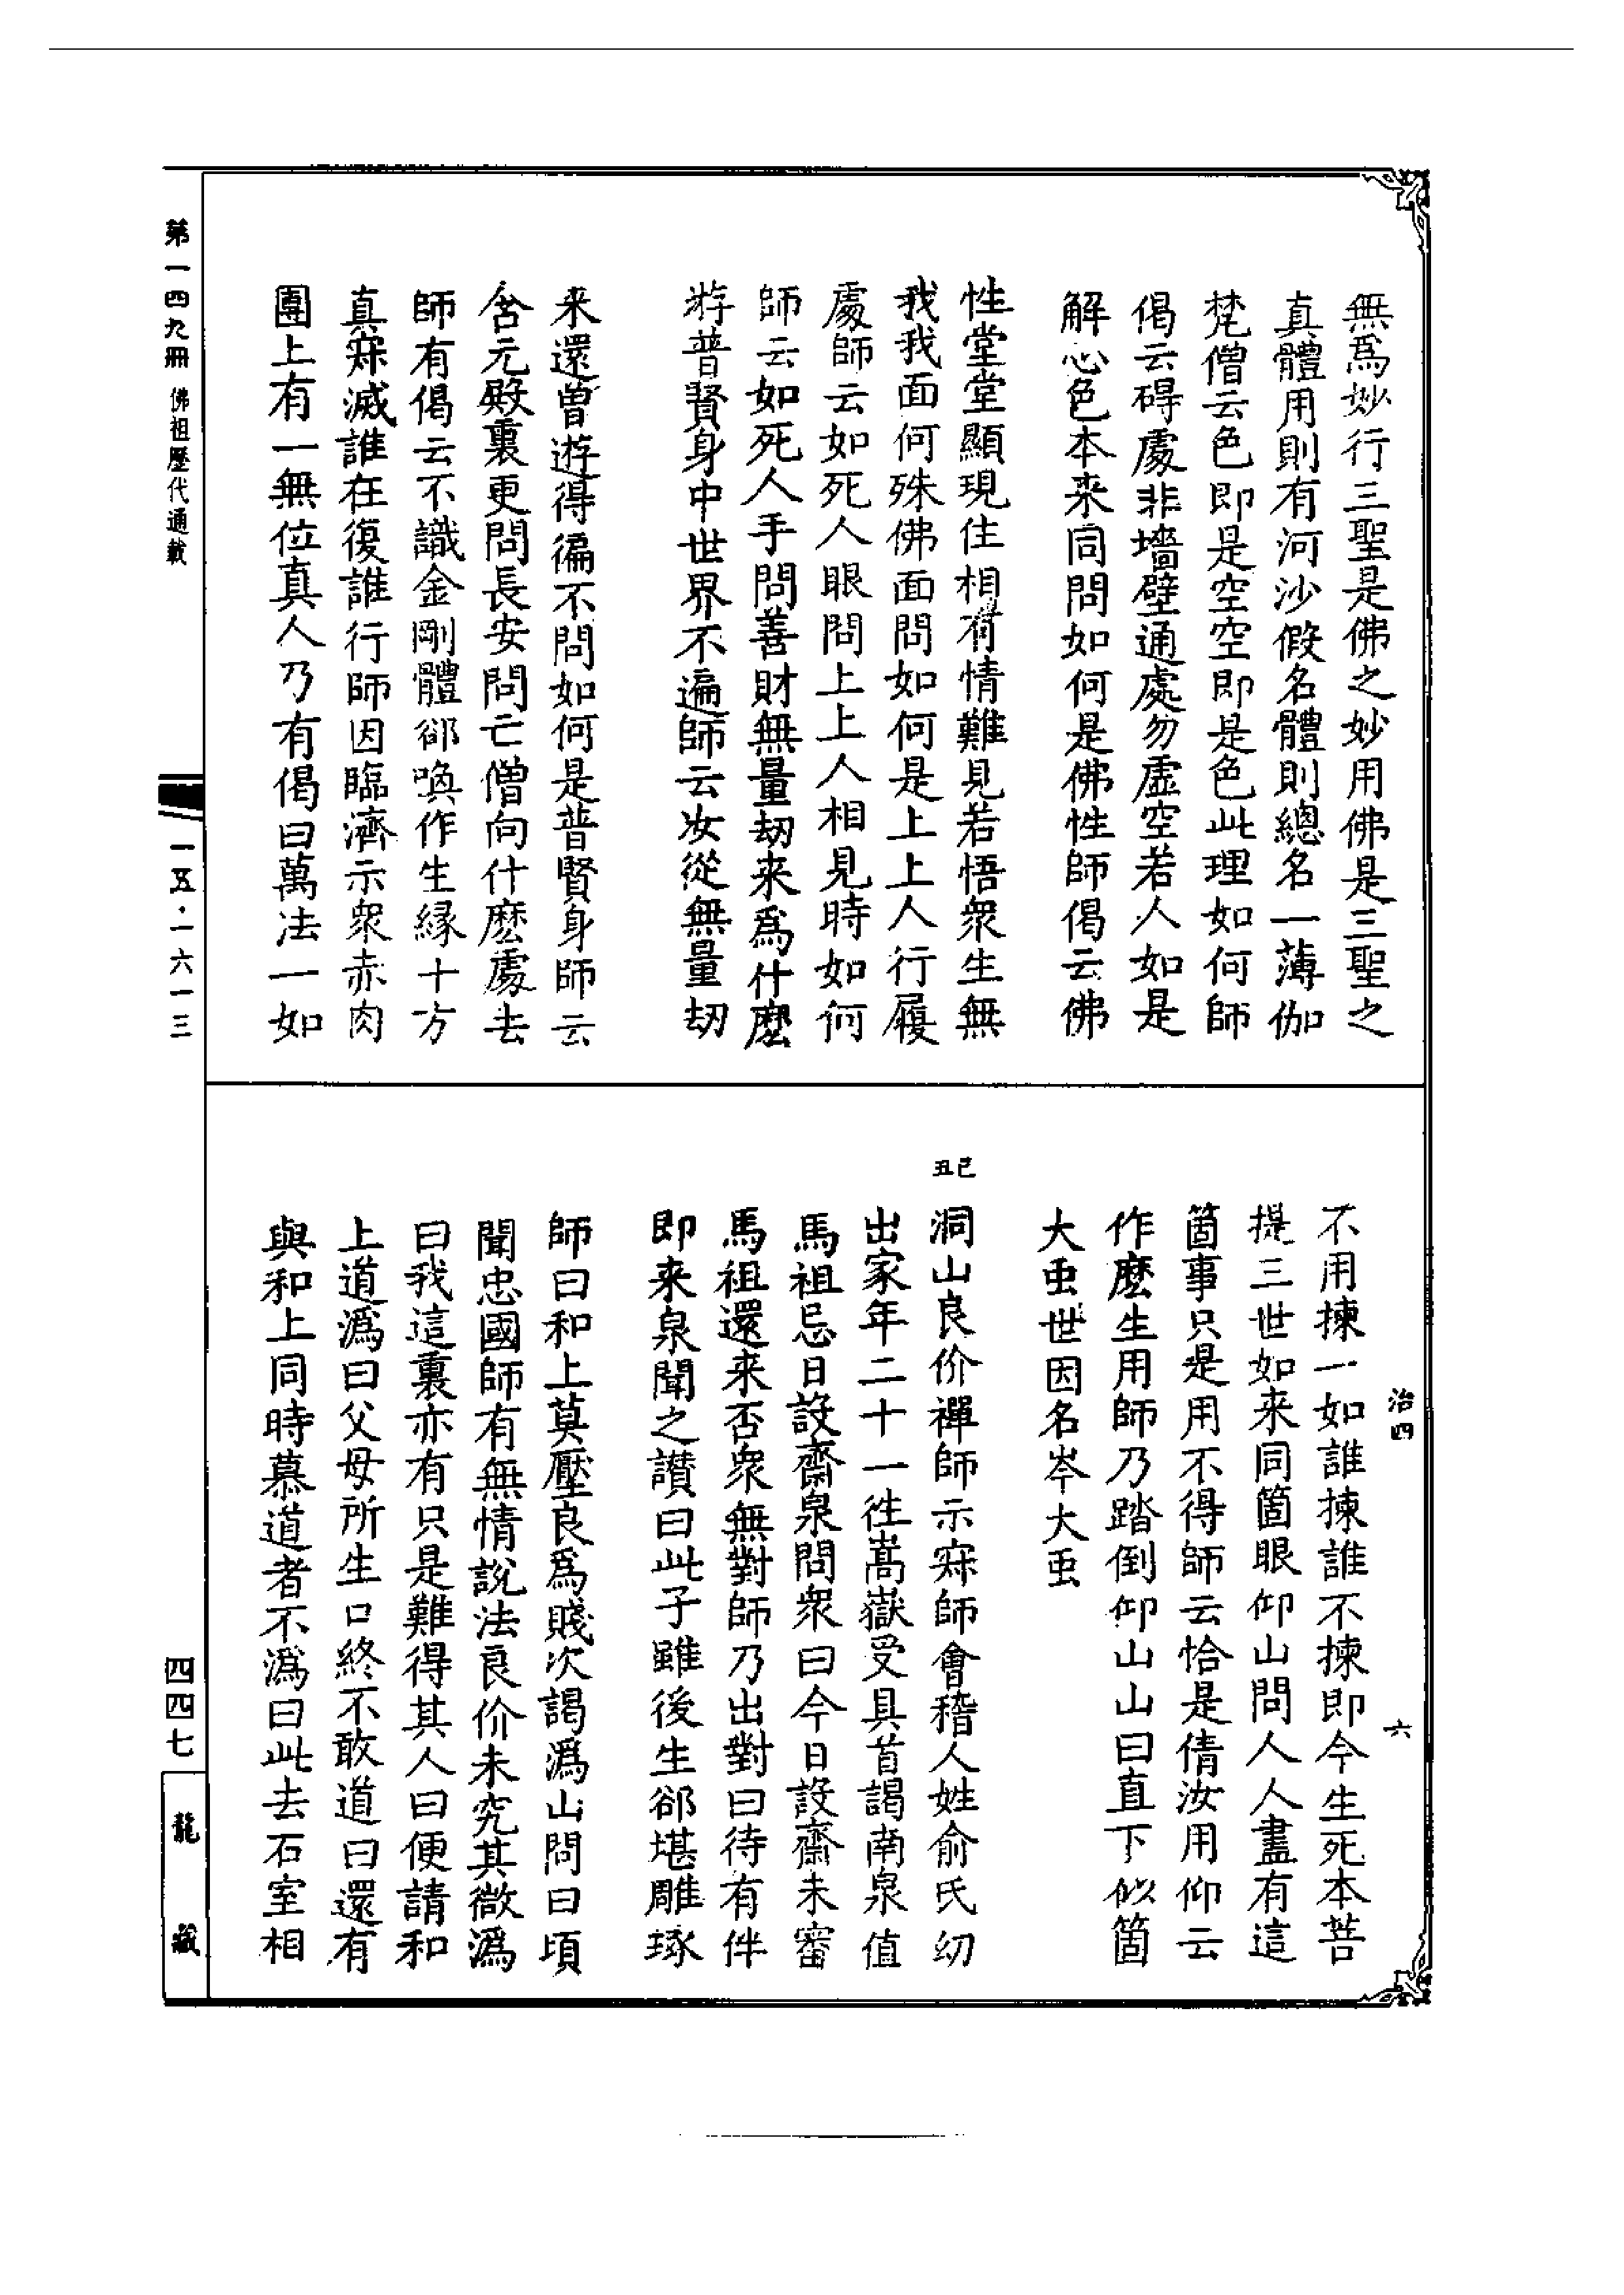 無爲妙行三聖是佛之妙用佛是三聖之
真體用則有河沙假名體則總名一薄伽
梵僧云色即是空空即是色此理如何師
偈云碍處非墻壁通處勿虛空若人如是
解心色本来同問如何是佛性師偈云佛
性堂堂顯現住相有情難見若悟衆生無
我我面何殊佛面問如何是上上人行履
處師云如死人眼問上上人相見時如何
師云如死人手問善財無量刼来爲什麽
遊普賢身中世界不遍師云汝從無量刼
来還曾遊得徧不問如何是普賢身師云
含元殿裏更問長安問亡僧向什麽處去
師有偈云不識金剛體郤喚作生緣十方
真寂滅誰在復誰行師因臨濟示衆赤肉
團上有一無位真人乃有偈曰萬法一如
不用揀一如誰揀誰不揀即今生死本菩
提三世如来同箇眼仰山問人人盡有這
箇事只是用不得師云恰是倩汝用仰云
作麽生用師乃踏倒仰山山曰直下似箇
大虫世因名岑大虫
己丑
洞山良价禪師示寂師會稽人姓俞氏幼
出家年二十一徃嵩嶽受具首謁南泉值
馬祖忌日設齋泉問衆曰今日設齋未審
馬祖還来否衆無對師乃出對曰待有伴
即来泉聞之讃曰此子雖後生郤堪雕琢
師曰和上莫壓良爲賤次謁溈山問曰頃
聞忠國師有無情說法良价未究其微溈
曰我這裏亦有只是難得其人曰便請和
上道溈曰父母所生口終不敢道曰還有
與和上同時慕道者不溈曰此去石室相
治四
六
第一四九冊 佛祖歷代通載
一五·一六一三
四四七
龍藏